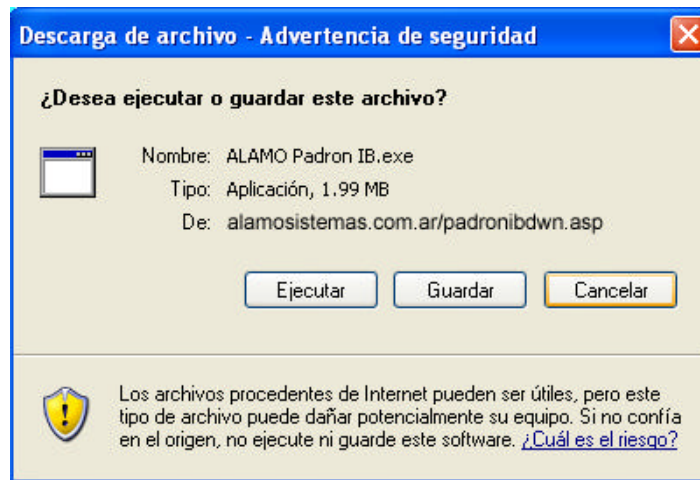 Descarga de archivo - Advertencia de seguridad
¿Desea ejecutar o guardar este archivo?
Nombre: ALAMO Padron IB.exe
Tipo: Aplicación, 1.99 MB
De: alamosistemas.com.ar/padronibdwn.asp
Ejecutar Guardar Cancelar
Los archivos procedentes de Internet pueden ser útiles, pero este
tipo de archivo puede dañar potencialmente su equipo. Si no confía
en el origen, no ejecute ni guarde este software. ¿Cuál es el riesgo?